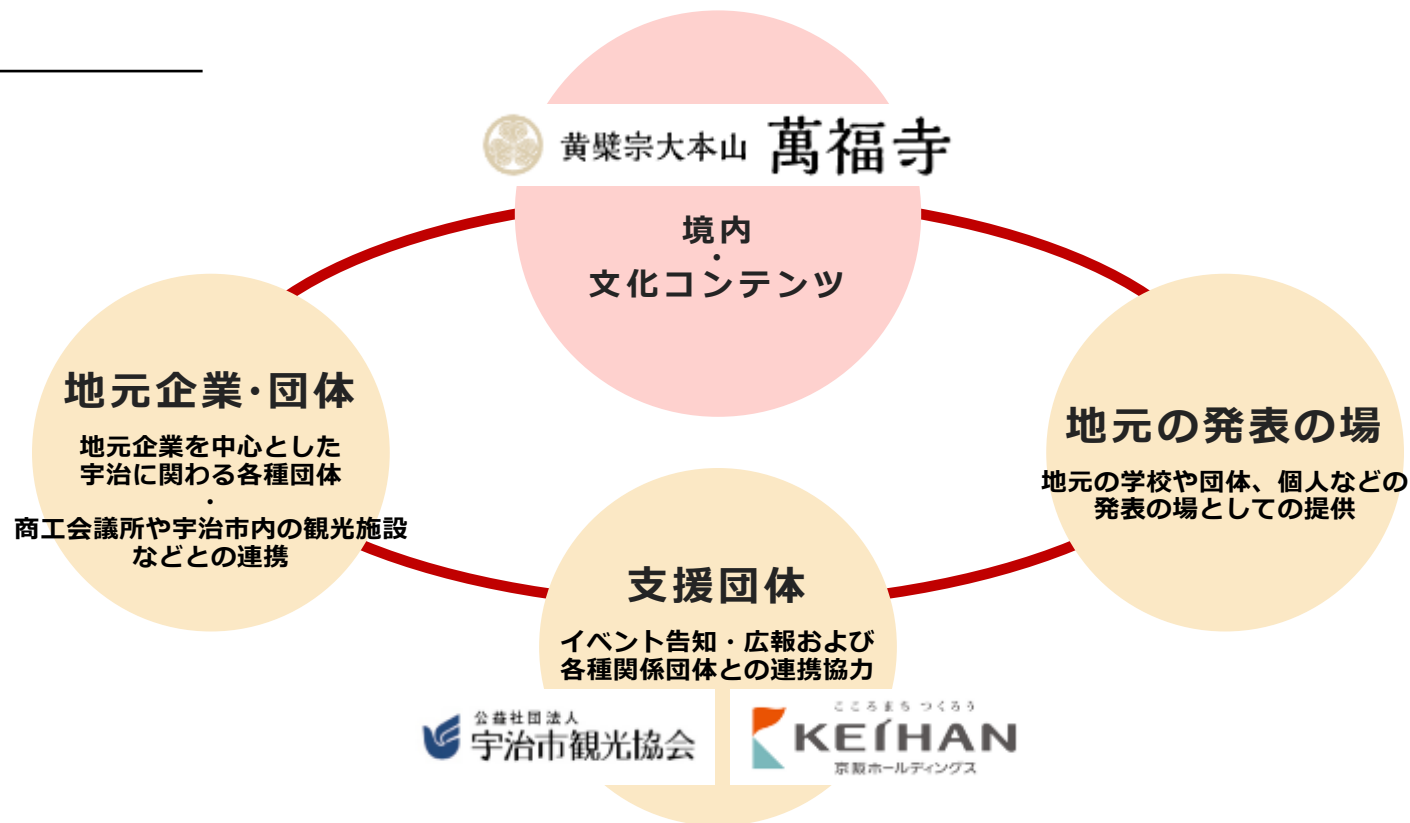 黄檗宗大本山 萬福寺
境内
・
文化コンテンツ
地元企業・団体
地元企業を中心とした
宇治に関わる各種団体
・
商工会議所や宇治市内の観光施設
などとの連携
地元の発表の場
地元の学校や団体、個人などの
発表の場としての提供
支援団体
イベント告知・広報および
各種関係団体との連携協力
公益社団法人
宇治市観光協会
こころまち つくろう
KEIHAN
京阪ホールディングス